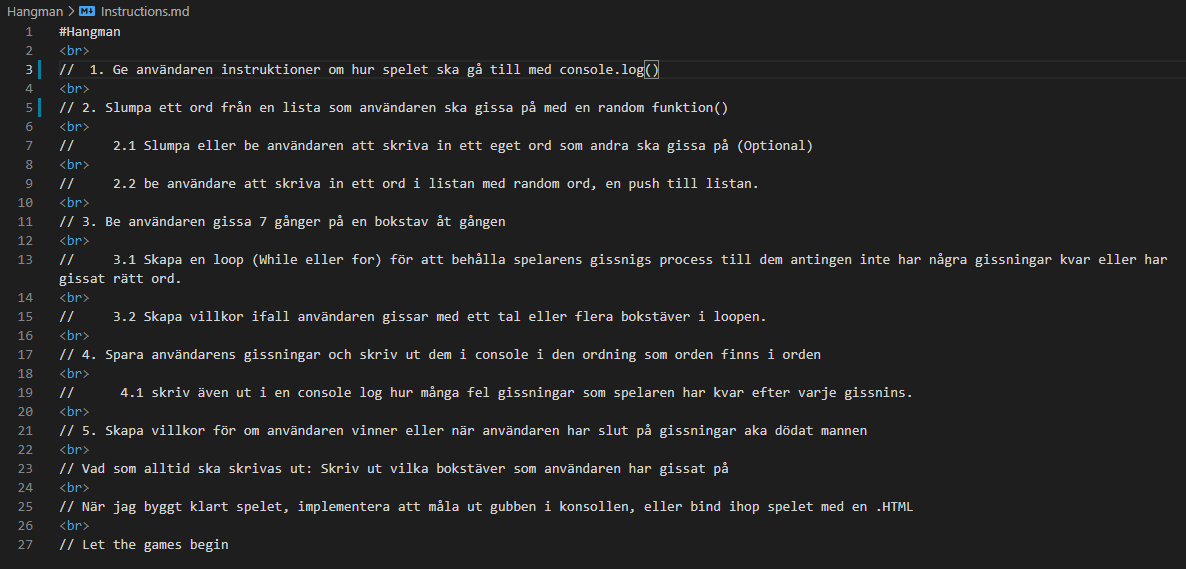 Hangman > Instructions.md
1 #Hangman
2 <br>
3 // 1. Ge användaren instruktioner om hur spelet ska gå till med console.log()
4 <br>
5 // 2. Slumpa ett ord från en lista som användaren ska gissa på med en random funktion()
6 <br>
7 // 2.1 Slumpa eller be användaren att skriva in ett eget ord som andra ska gissa på (Optional)
8 <br>
9 // 2.2 be användare att skriva in ett ord i listan med random ord, en push till listan.
10 <br>
11 // 3. Be användaren gissa 7 gånger på en bokstav åt gången
12 <br>
13 // 3.1 Skapa en loop (While eller for) för att behålla spelarens gissnigs process till dem antingen inte har några gissningar kvar eller har
gissat rätt ord.
14 <br>
15 // 3.2 Skapa villkor ifall användaren gissar med ett tal eller flera bokstäver i loopen.
16 <br>
17 // 4. Spara användarens gissningar och skriv ut dem i console i den ordning som orden finns i orden
18 <br>
19 // 4.1 skriv även ut i en console log hur många fel gissningar som spelaren har kvar efter varje gissnins.
20 <br>
21 // 5. Skapa villkor för om användaren vinner eller när användaren har slut på gissningar aka dödat mannen
22 <br>
23 // Vad som alltid ska skrivas ut: Skriv ut vilka bokstäver som användaren har gissat på
24 <br>
25 // När jag byggt klart spelet, implementera att måla ut gubben i konsollen, eller bind ihop spelet med en .HTML
26 <br>
27 // Let the games begin